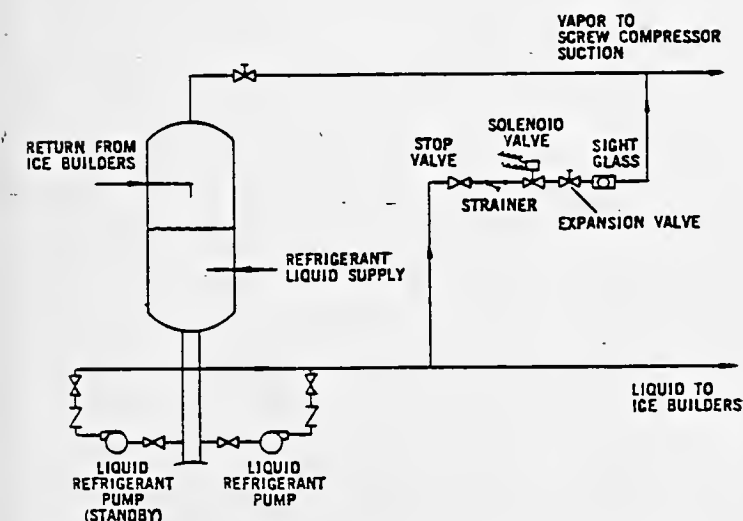 VAPOR TO
SCREW COMPRESSOR
SUCTION
RETURN FROM
ICE BUILDERS
STOP
VALVE
SOLENOID
VALVE
SIGHT
GLASS
STRAINER
EXPANSION VALVE
REFRIGERANT
LIQUID SUPPLY
LIQUID TO
ICE BUILDERS
LIQUID
REFRIGERANT
PUMP
(STANDBY)
LIQUID
REFRIGERANT
PUMP